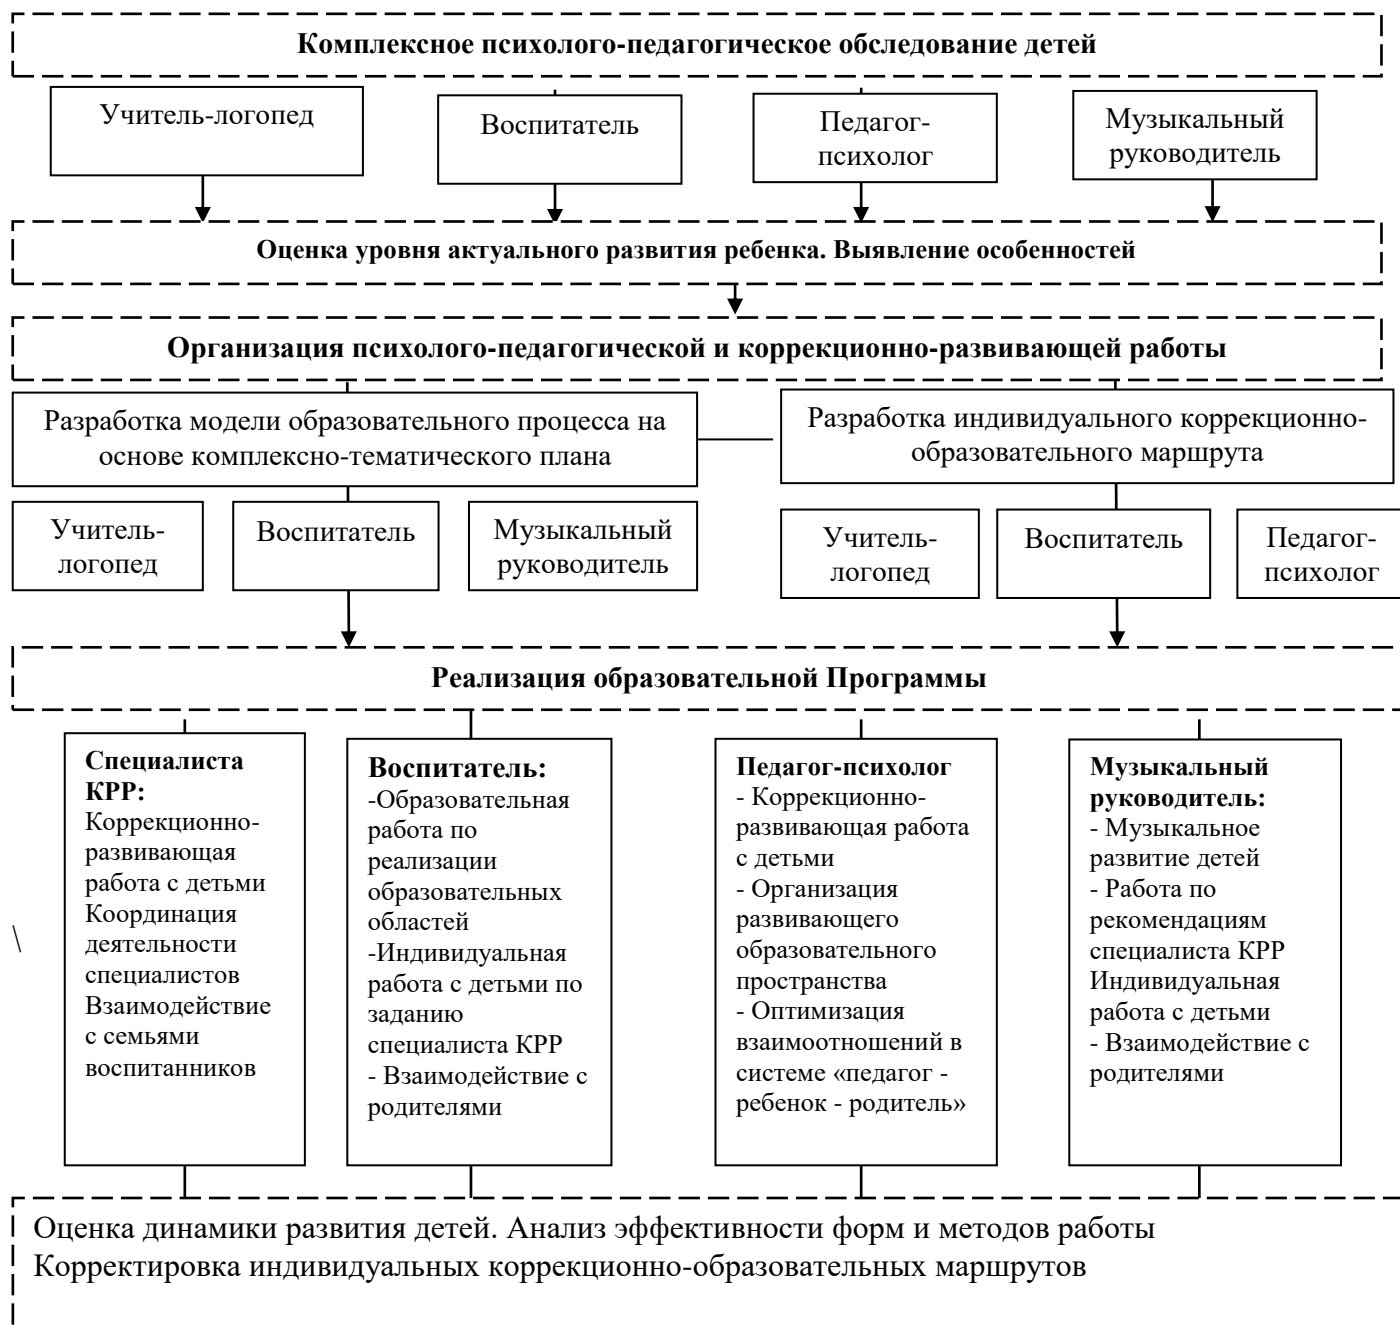 Комплексное психолого-педагогическое обследование детей
Учитель-логопед
Воспитатель
Педагог-
психолог
Музыкальный
руководитель
Оценка уровня актуального развития ребенка. Выявление особенностей
Организация психолого-педагогической и коррекционно-развивающей работы
Разработка модели образовательного процесса на
основе комплексно-тематического плана
Разработка индивидуального коррекционно-
образовательного маршрута
Учитель-
логопед
Воспитатель
Музыкальный
руководитель
Учитель-
логопед
Воспитатель
Педагог-
психолог
Реализация образовательной Программы
Специалиста
КРР:
Коррекционно-
развивающая
работа с детьми
Координация
деятельности
специалистов
Взаимодействие
с семьями
воспитанников
Воспитатель:
-Образовательная
работа по
реализации
образовательных
областей
-Индивидуальная
работа с детьми по
заданию
специалиста КРР
- Взаимодействие с
родителями
Педагог-психолог
- Коррекционно-
развивающая работа
с детьми
- Организация
развивающего
образовательного
пространства
- Оптимизация
взаимоотношений в
системе «педагог -
ребенок - родитель»
Музыкальный
руководитель:
- Музыкальное
развитие детей
- Работа по
рекомендациям
специалиста КРР
Индивидуальная
работа с детьми
- Взаимодействие с
родителями
\
Оценка динамики развития детей. Анализ эффективности форм и методов работы
Корректировка индивидуальных коррекционно-образовательных маршрутов